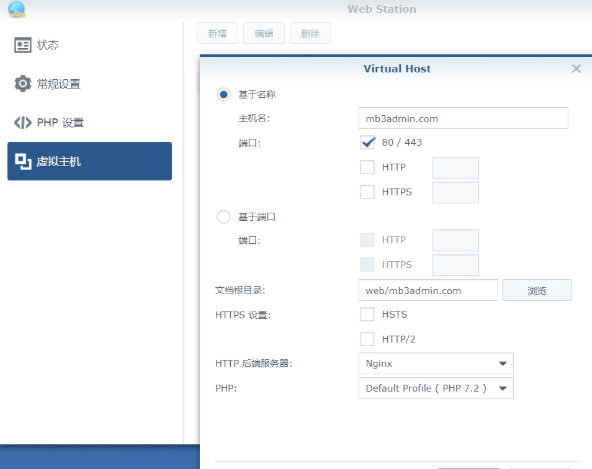 Web Station
新增 编辑 删除
状态
常规设置
PHP 设置
虚拟主机
Virtual Host
基于名称
主机名: mb3admin.com
端口: 80 / 443
HTTP
HTTPS
基于端口
端口: HTTP
HTTPS
文档根目录: web/mb3admin.com 浏览
HTTPS 设置: HSTS
HTTP/2
HTTP 后端服务器: Nginx
PHP: Default Profile ( PHP 7.2 )